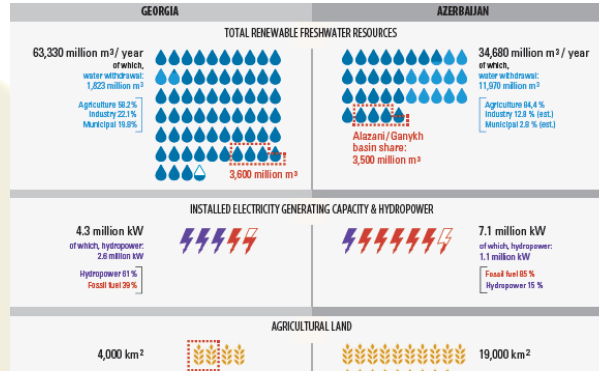 GEORGIA
AZERBAIJAN
TOTAL RENEWABLE FRESHWATER RESOURCES
63,330 million m³/ year
of which,
water withdrawal:
1,823 million m³
Agriculture 58.2%
Industry 22.1%
Municipal 19.8%
3,600 million m³
34,680 million m³/ year
of which,
water withdrawal:
11,970 million m³
Agriculture 84,4 %
Industry 12.8 % (est.)
Municipal 2.8 % (est.)
Alazani/Ganykh
basin share:
3,500 million m³
INSTALLED ELECTRICITY GENERATING CAPACITY & HYDROPOWER
4.3 million kW
of which, hydropower:
2.6 million kW
Hydropower 61 %
Fossil fuel 39 %
7.1 million kW
of which, hydropower:
1.1 million kW
Fossil fuel 85 %
Hydropower 15 %
AGRICULTURAL LAND
4,000 km²
19,000 km²